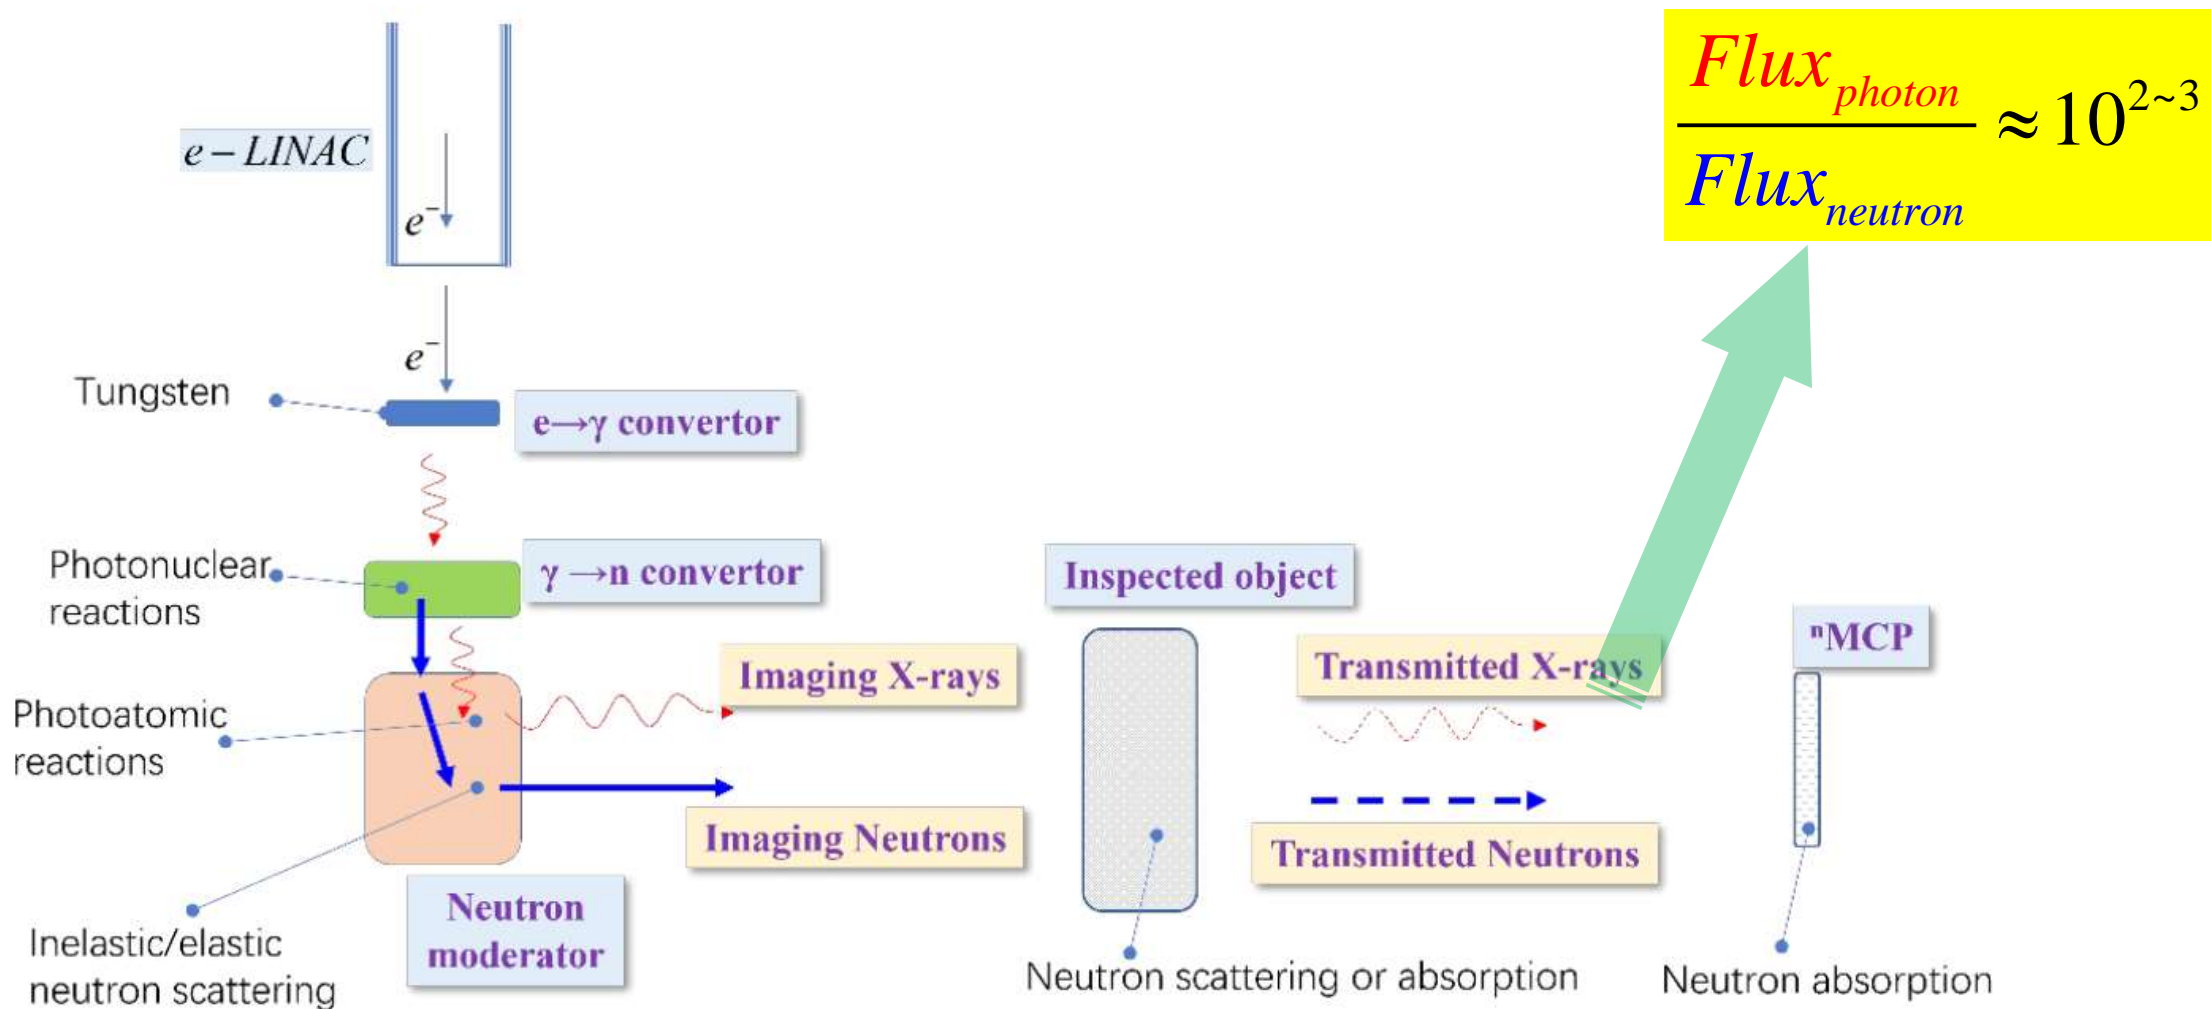 Flux_photon / Flux_neutron ≈ 10^2~3
e – LINAC
e⁻
e⁻
Tungsten
e→γ convertor
Photonuclear
reactions
γ →n convertor
Inspected object
ⁿMCP
Imaging X-rays
Transmitted X-rays
Photoatomic
reactions
Imaging Neutrons
Transmitted Neutrons
Neutron
moderator
Inelastic/elastic
neutron scattering
Neutron scattering or absorption
Neutron absorption